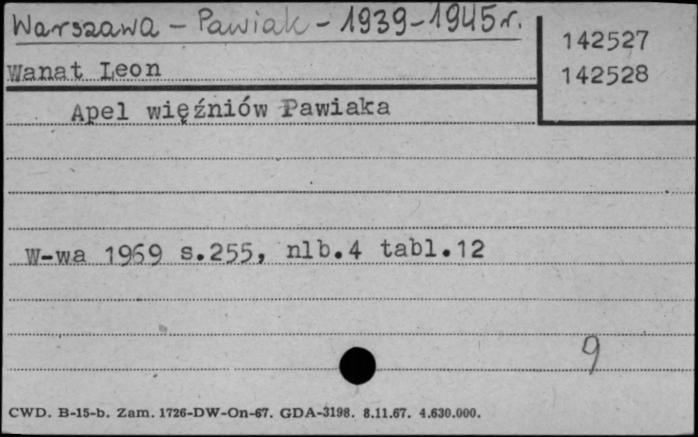 Warszawa - Pawiak - 1939-1945 r.
142527
Wanat Leon
142528
Apel więźniów Pawiaka
W-wa 1969 s.255, nlb.4 tabl.12
9
CWD. B-15-b. Zam. 1726-DW-On-67. GDA-3198. 8.11.67. 4.630.000.